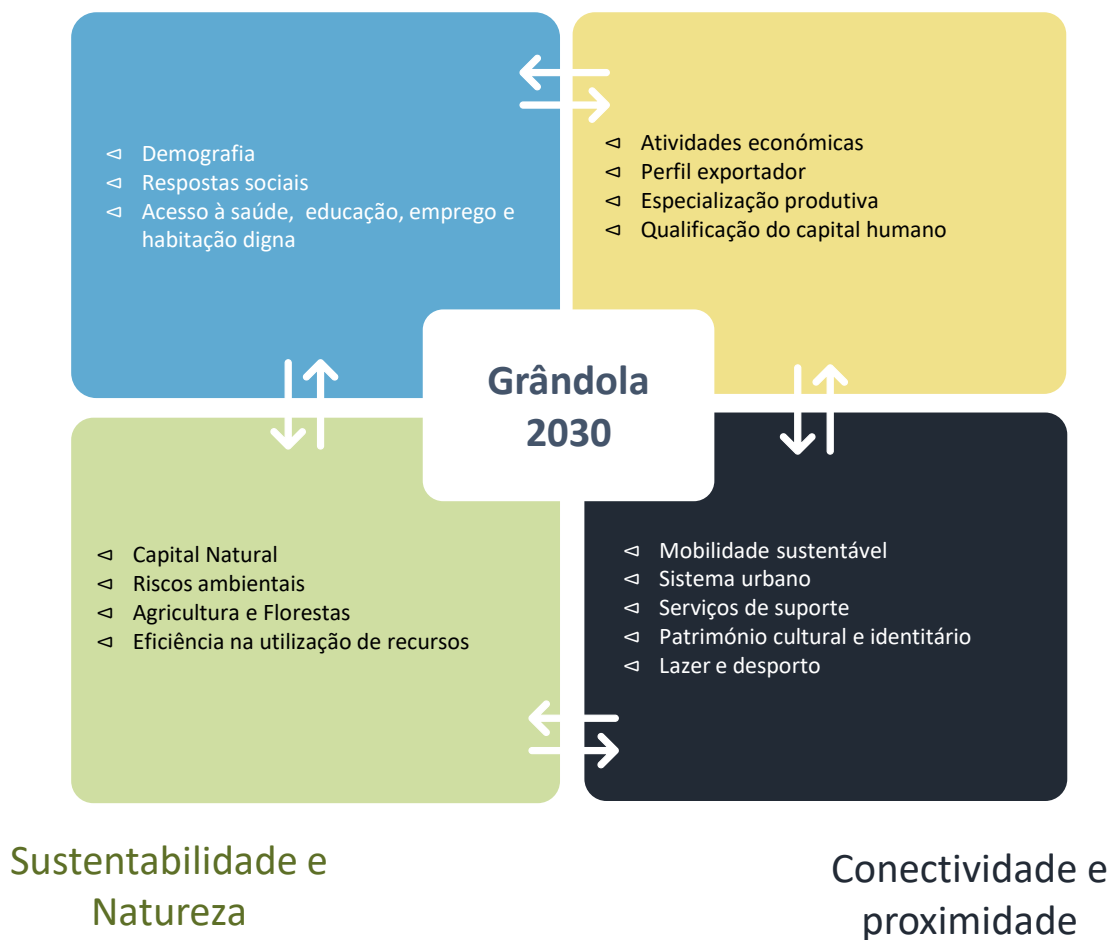 ◅ Demografia
◅ Respostas sociais
◅ Acesso à saúde, educação, emprego e
habitação digna
◅ Atividades económicas
◅ Perfil exportador
◅ Especialização produtiva
◅ Qualificação do capital humano
Grândola
2030
◅ Capital Natural
◅ Riscos ambientais
◅ Agricultura e Florestas
◅ Eficiência na utilização de recursos
◅ Mobilidade sustentável
◅ Sistema urbano
◅ Serviços de suporte
◅ Património cultural e identitário
◅ Lazer e desporto
Sustentabilidade e
Natureza
Conectividade e
proximidade